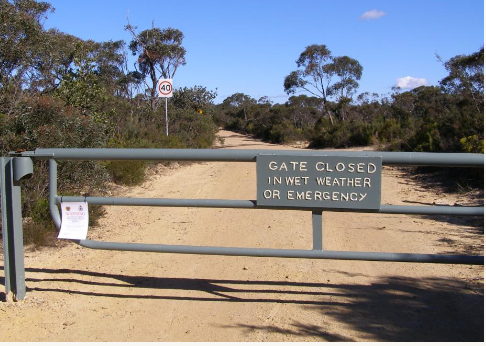 40
GATE CLOSED
IN WET WEATHER
OR EMERGENCY